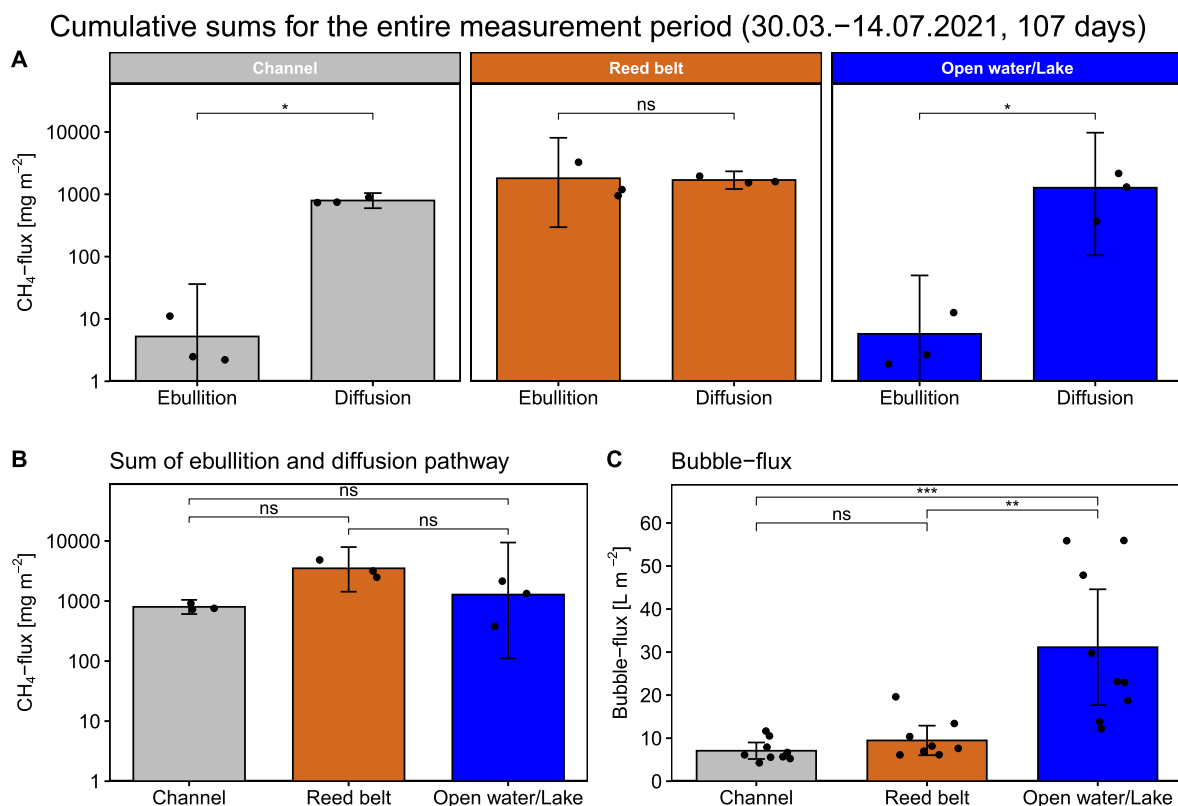 Cumulative sums for the entire measurement period (30.03.−14.07.2021, 107 days)
A
Channel
Reed belt
Open water/Lake
*
ns
*
CH₄−flux [mg m⁻²]
10000
1000
100
10
1
Ebullition
Diffusion
Ebullition
Diffusion
Ebullition
Diffusion
B
Sum of ebullition and diffusion pathway
ns
ns
ns
CH₄−flux [mg m⁻²]
10000
1000
100
10
1
Channel
Reed belt
Open water/Lake
C
Bubble−flux
***
**
ns
Bubble−flux [L m⁻²]
60
50
40
30
20
10
0
Channel
Reed belt
Open water/Lake